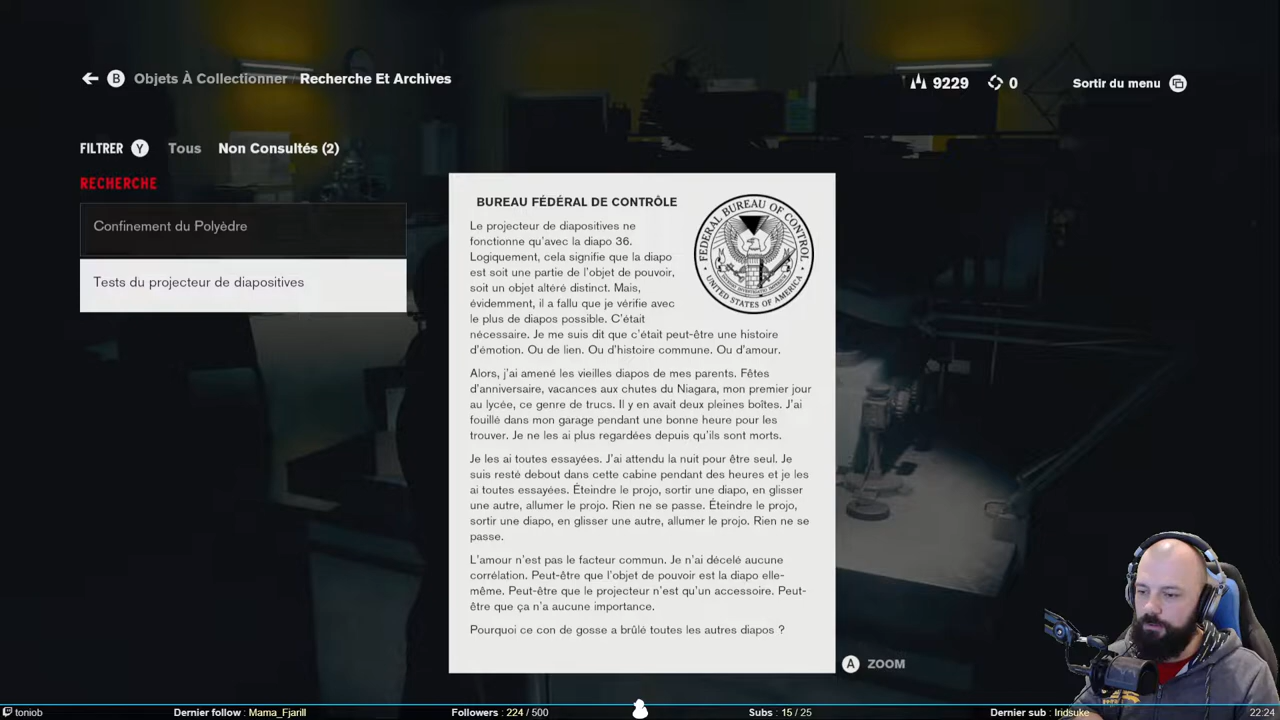 Objets À Collectionner Recherche Et Archives
B
9229 0
Sortir du menu
FILTRER Y Tous Non Consultés (2)
RECHERCHE
Confinement du Polyèdre
Tests du projecteur de diapositives
BUREAU FÉDÉRAL DE CONTRÔLE
FEDERAL BUREAU OF CONTROL
UNITED STATES OF AMERICA
Le projecteur de diapositives ne
fonctionne qu'avec la diapo 36.
Logiquement, cela signifie que la diapo
est soit une partie de l'objet de pouvoir,
soit un objet altéré distinct. Mais,
évidemment, il a fallu que je vérifie avec
le plus de diapos possible. C'était
nécessaire. Je me suis dit que c'était peut-être une histoire
d'émotion. Ou de lien. Ou d'histoire commune. Ou d'amour.
Alors, j'ai amené les vieilles diapos de mes parents. Fêtes
d'anniversaire, vacances aux chutes du Niagara, mon premier jour
au lycée, ce genre de trucs. Il y en avait deux pleines boîtes. J'ai
fouillé dans mon garage pendant une bonne heure pour les
trouver. Je ne les ai plus regardées depuis qu'ils sont morts.
Je les ai toutes essayées. J'ai attendu la nuit pour être seul. Je
suis resté debout dans cette cabine pendant des heures et je les
ai toutes essayées. Éteindre le projo, sortir une diapo, en glisser
une autre, allumer le projo. Rien ne se passe. Éteindre le projo,
sortir une diapo, en glisser une autre, allumer le projo. Rien ne se
passe.
L'amour n'est pas le facteur commun. Je n'ai décelé aucune
corrélation. Peut-être que l'objet de pouvoir est la diapo elle-
même. Peut-être que le projecteur n'est qu'un accessoire. Peut-
être que ça n'a aucune importance.
Pourquoi ce con de gosse a brûlé toutes les autres diapos ?
A ZOOM
toniob
Dernier follow : Mama_Fjarill
Followers : 224 / 500
Subs : 15 / 25
Dernier sub : Iridsuke
22:24